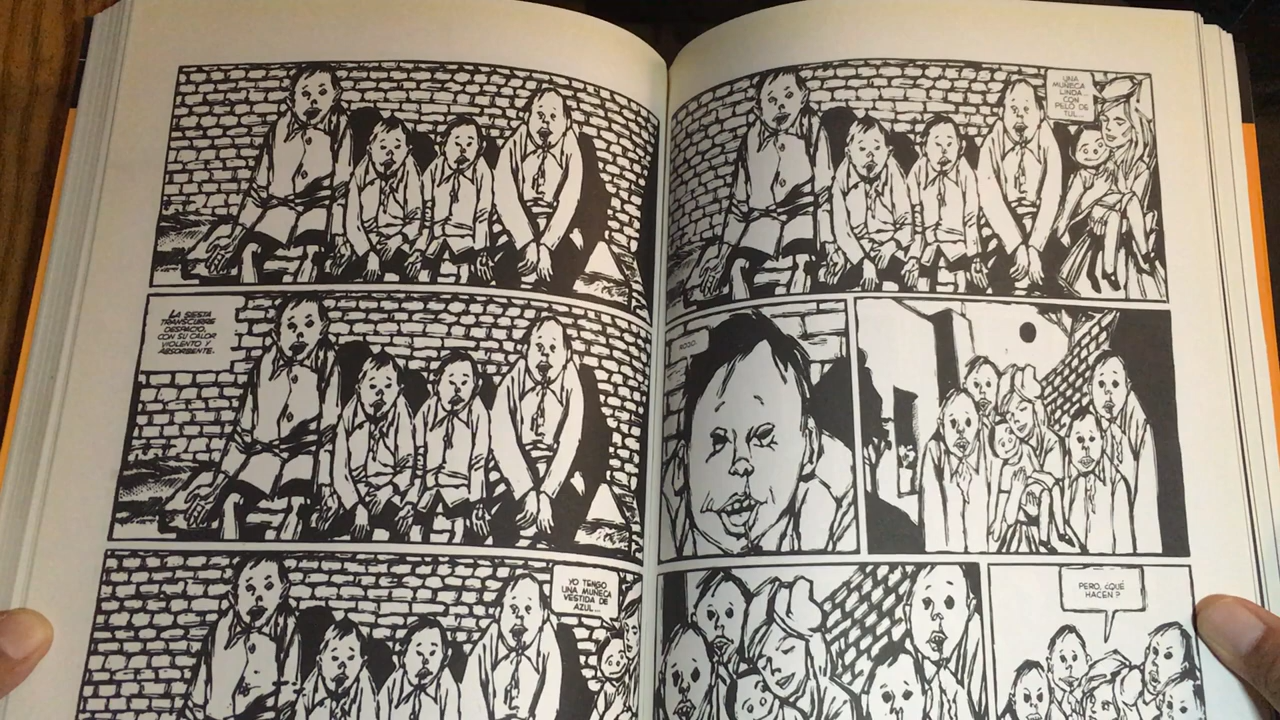 LA SIESTA
TRANSCURRE
DESPACIO,
CON SU CALOR
VIOLENTO Y
ABSORBENTE.
YO TENGO
UNA MUÑECA
VESTIDA DE
AZUL...
UNA
MUÑECA
LINDA...
CON
PELO DE
TUL...
ROJO.
PERO, ¿QUÉ
HACEN?